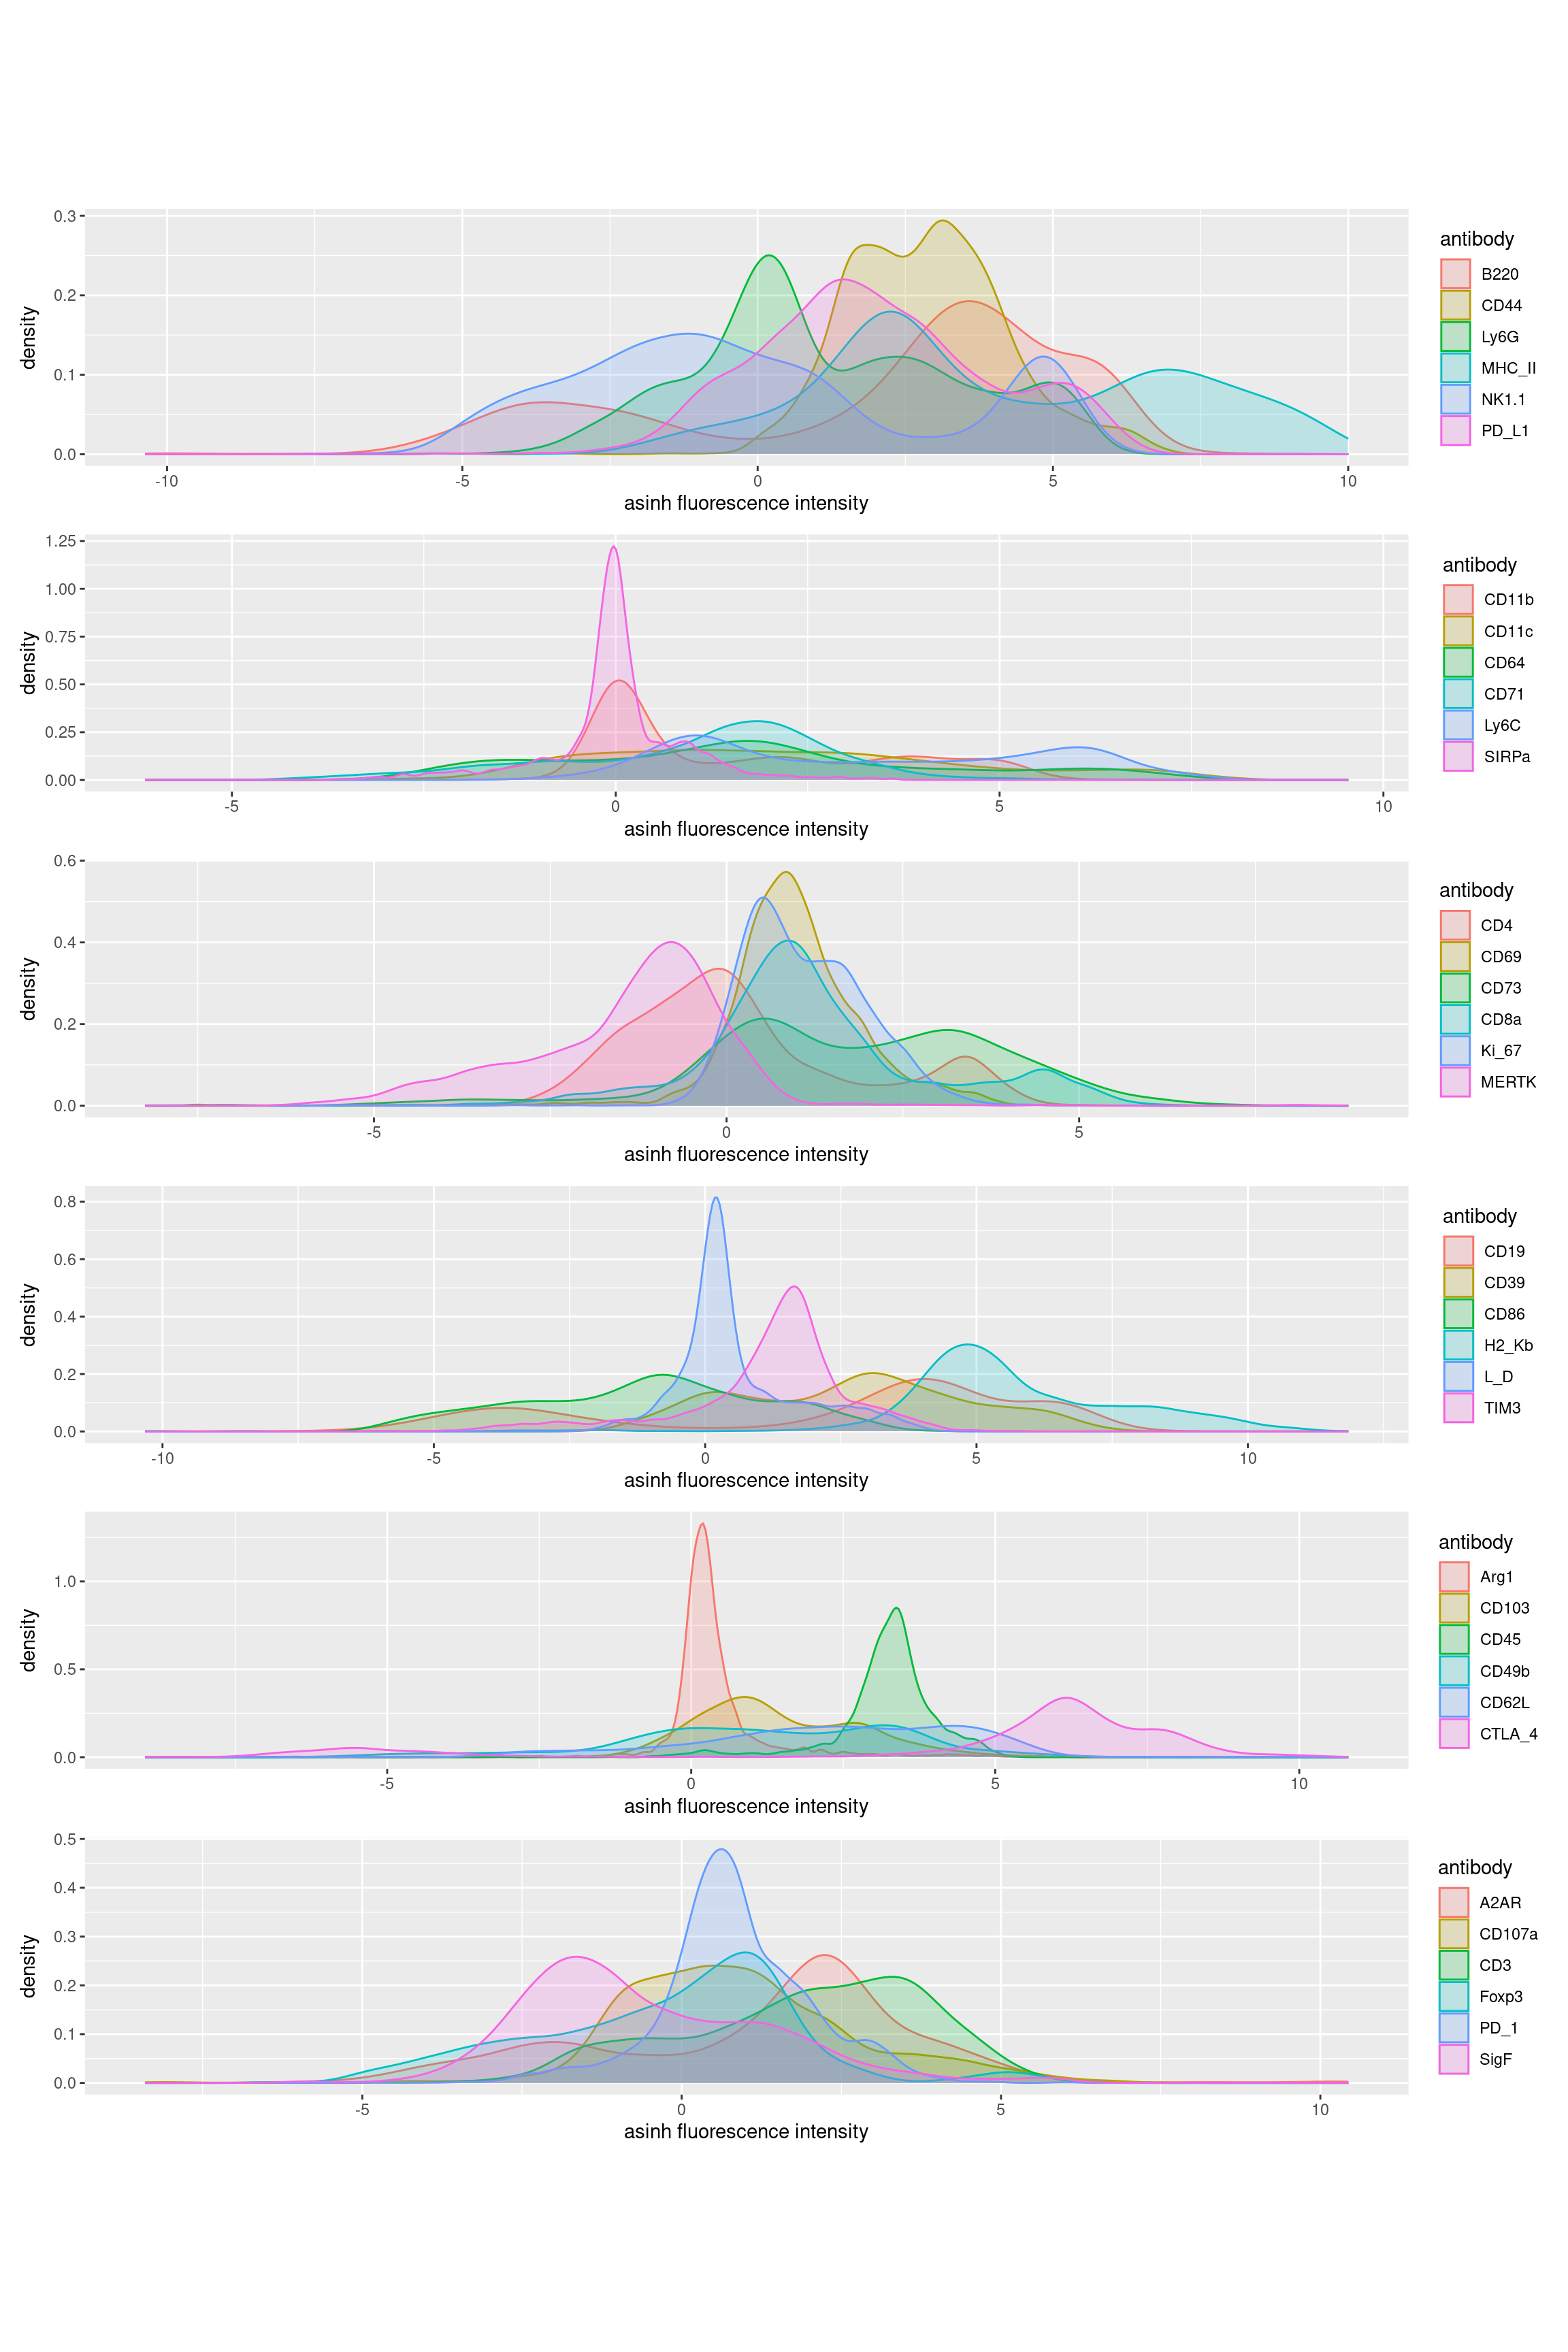 antibody
0.3
B220
CD44
0.2
Ly6G
density
MHC_II
0.1
NK1.1
PD_L1
0.0
-10 -5 0 5 10
asinh fluorescence intensity
1.25
antibody
1.00
CD11b
CD11c
0.75
CD64
density
0.50
CD71
0.25
Ly6C
SIRPa
0.00
-5 0 5 10
asinh fluorescence intensity
0.6
antibody
CD4
0.4
CD69
CD73
density
0.2
CD8a
Ki_67
MERTK
0.0
-5 0 5
asinh fluorescence intensity
0.8
antibody
0.6
CD19
CD39
0.4
CD86
density
H2_Kb
0.2
L_D
TIM3
0.0
-10 -5 0 5 10
asinh fluorescence intensity
antibody
1.0
Arg1
CD103
CD45
density
0.5
CD49b
CD62L
CTLA_4
0.0
-5 0 5 10
asinh fluorescence intensity
0.5
antibody
0.4
A2AR
0.3
CD107a
CD3
density
0.2
Foxp3
0.1
PD_1
SigF
0.0
-5 0 5 10
asinh fluorescence intensity